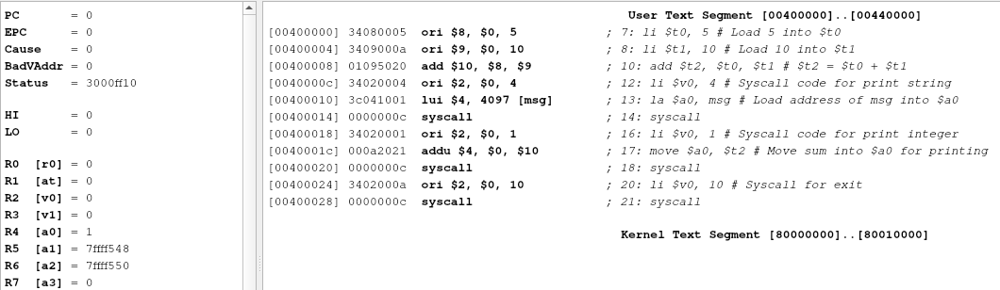 PC = 0
EPC = 0
Cause = 0
BadVAddr = 0
Status = 3000ff10
HI = 0
LO = 0
R0 [r0] = 0
R1 [at] = 0
R2 [v0] = 0
R3 [v1] = 0
R4 [a0] = 1
R5 [a1] = 7ffff548
R6 [a2] = 7ffff550
R7 [a3] = 0
User Text Segment [00400000]..[00440000]
[00400000] 34080005 ori $8, $0, 5 ; 7: li $t0, 5 # Load 5 into $t0
[00400004] 3409000a ori $9, $0, 10 ; 8: li $t1, 10 # Load 10 into $t1
[00400008] 01095020 add $10, $8, $9 ; 10: add $t2, $t0, $t1 # $t2 = $t0 + $t1
[0040000c] 34020004 ori $2, $0, 4 ; 12: li $v0, 4 # Syscall code for print string
[00400010] 3c041001 lui $4, 4097 [msg] ; 13: la $a0, msg # Load address of msg into $a0
[00400014] 0000000c syscall ; 14: syscall
[00400018] 34020001 ori $2, $0, 1 ; 16: li $v0, 1 # Syscall code for print integer
[0040001c] 000a2021 addu $4, $0, $10 ; 17: move $a0, $t2 # Move sum into $a0 for printing
[00400020] 0000000c syscall ; 18: syscall
[00400024] 3402000a ori $2, $0, 10 ; 20: li $v0, 10 # Syscall for exit
[00400028] 0000000c syscall ; 21: syscall
Kernel Text Segment [80000000]..[80010000]